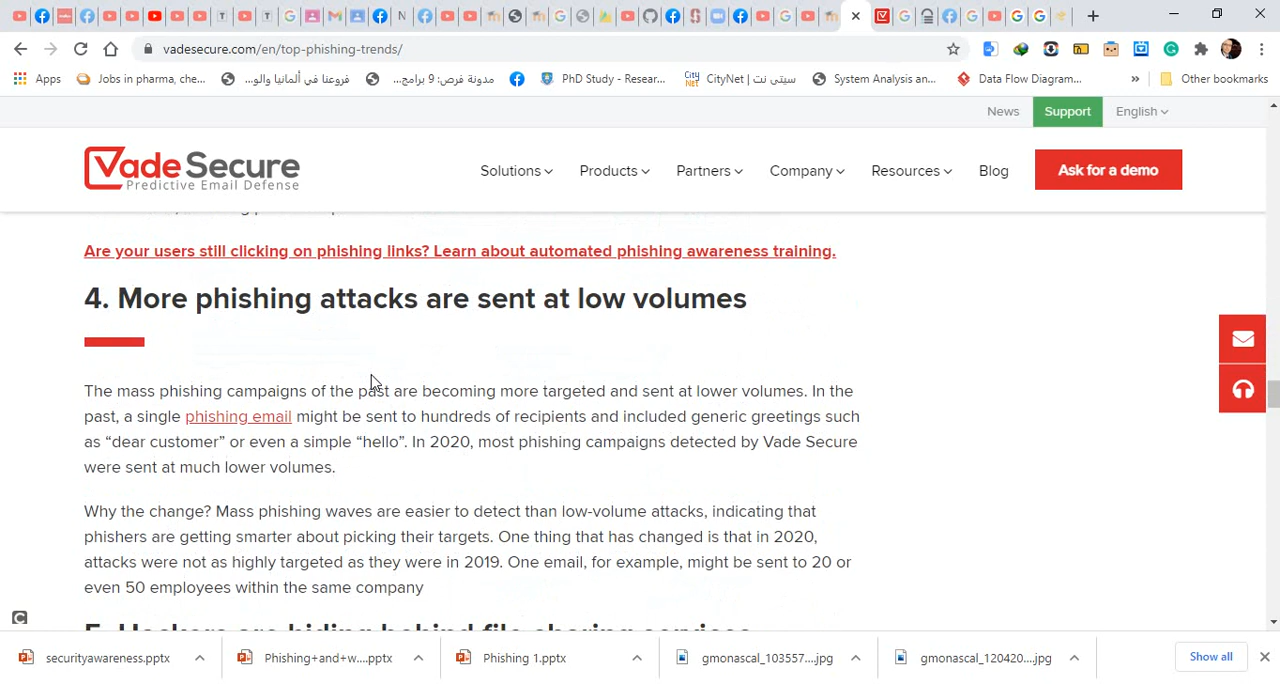 vadesecure.com/en/top-phishing-trends/
Apps
Jobs in pharma, che...
فروعنا في ألمانيا والو...
مدونة فرص: 9 برامج...
PhD Study - Resear...
CityNet | سيتي نت
System Analysis an...
Data Flow Diagram...
»
Other bookmarks
News
Support
English
Vade Secure
Predictive Email Defense
Solutions
Products
Partners
Company
Resources
Blog
Ask for a demo
Are your users still clicking on phishing links? Learn about automated phishing awareness training.
4. More phishing attacks are sent at low volumes
The mass phishing campaigns of the past are becoming more targeted and sent at lower volumes. In the
past, a single phishing email might be sent to hundreds of recipients and included generic greetings such
as “dear customer” or even a simple “hello”. In 2020, most phishing campaigns detected by Vade Secure
were sent at much lower volumes.
Why the change? Mass phishing waves are easier to detect than low-volume attacks, indicating that
phishers are getting smarter about picking their targets. One thing that has changed is that in 2020,
attacks were not as highly targeted as they were in 2019. One email, for example, might be sent to 20 or
even 50 employees within the same company
5. Hackers are hiding behind file-sharing services
securityawareness.pptx
Phishing+and+w....pptx
Phishing 1.pptx
gmonascal_103557....jpg
gmonascal_120420....jpg
Show all